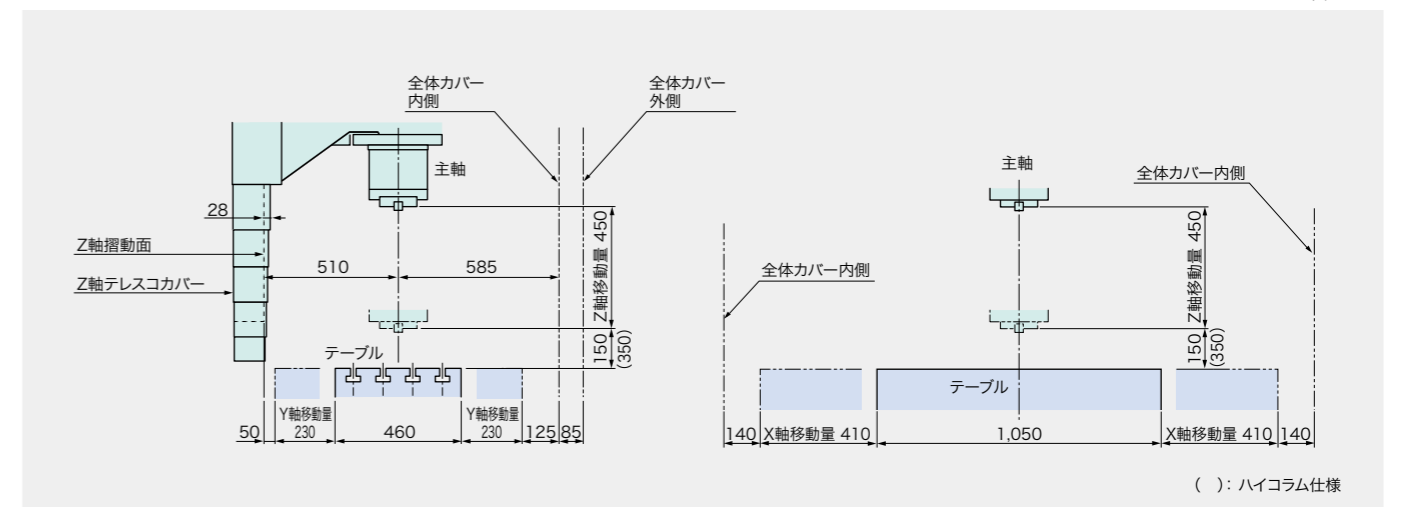 全体カバー
内側
全体カバー
外側
主軸
28
Z軸摺動面
Z軸テレスコカバー
510
585
Z軸移動量 450
150
(350)
テーブル
Y軸移動量
230
Y軸移動量
230
50
460
125
85
主軸
全体カバー内側
全体カバー内側
Z軸移動量 450
150
(350)
テーブル
140
X軸移動量 410
1,050
X軸移動量 410
140
(　): ハイコラム仕様